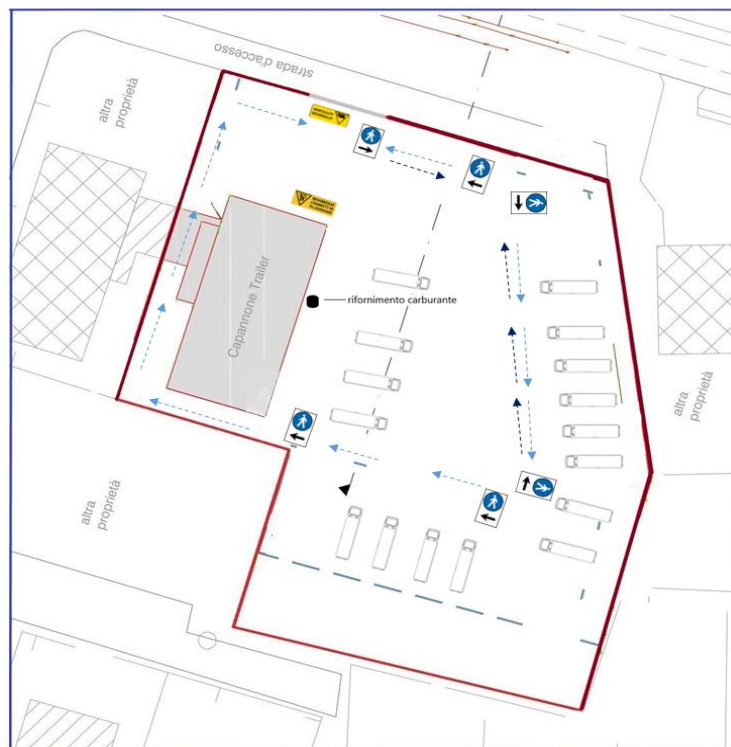 strada d'accesso
altra
proprietà
Capannone Trailer
rifornimento carburante
altra
proprietà
altra
proprietà